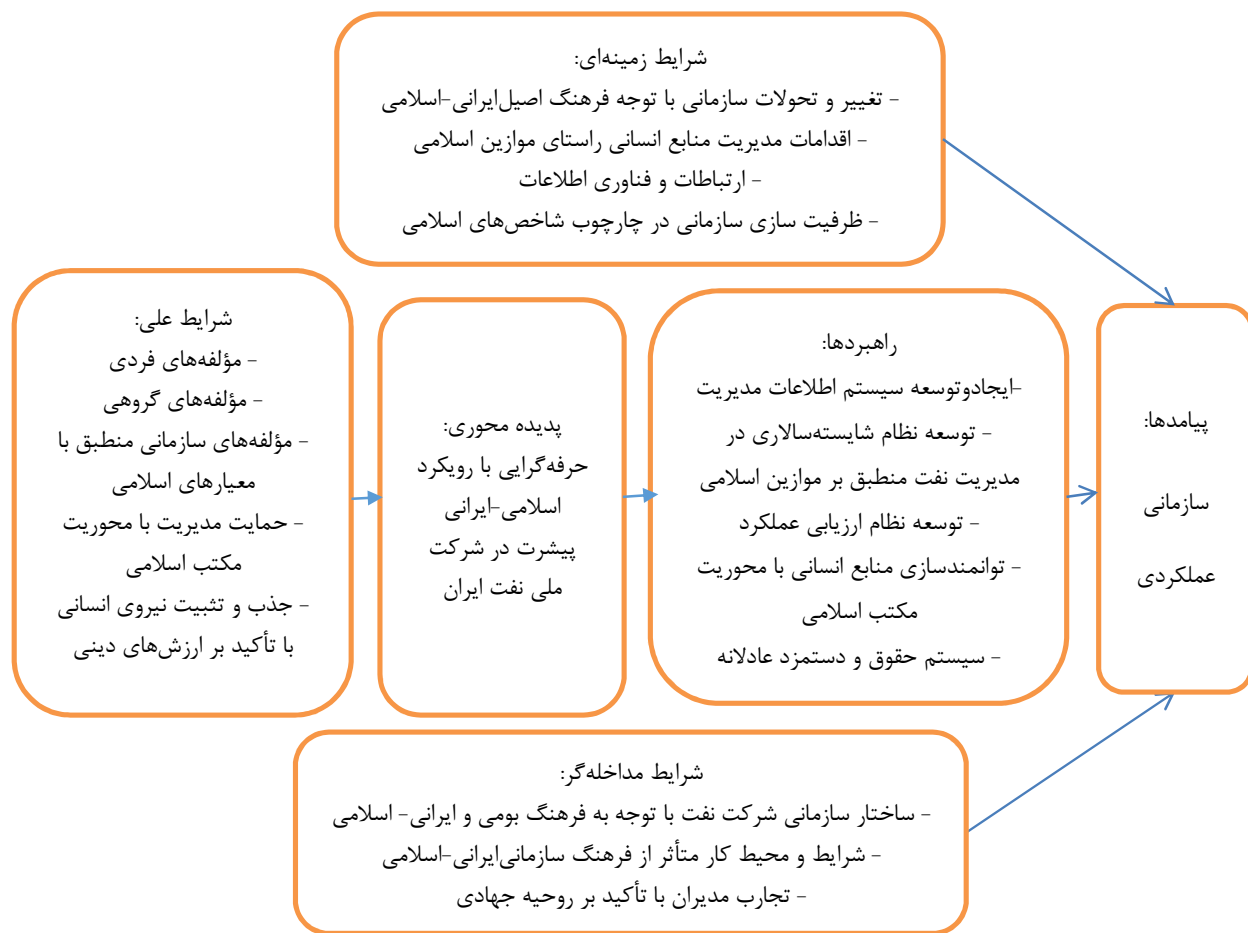 شرایط زمینه‌ای:
- تغییر و تحولات سازمانی با توجه فرهنگ اصیل‌ایرانی-اسلامی
- اقدامات مدیریت منابع انسانی راستای موازین اسلامی
- ارتباطات و فناوری اطلاعات
- ظرفیت سازی سازمانی در چارچوب شاخص‌های اسلامی
شرایط علی:
- مؤلفه‌های فردی
- مؤلفه‌های گروهی
- مؤلفه‌های سازمانی منطبق با
معیارهای اسلامی
- حمایت مدیریت با محوریت
مکتب اسلامی
- جذب و تثبیت نیروی انسانی
با تأکید بر ارزش‌های دینی
پدیده محوری:
حرفه‌گرایی با رویکرد
اسلامی-ایرانی
پیشرت در شرکت
ملی نفت ایران
راهبردها:
-ایجادوتوسعه سیستم اطلاعات مدیریت
- توسعه نظام شایسته‌سالاری در
مدیریت نفت منطبق بر موازین اسلامی
- توسعه نظام ارزیابی عملکرد
- توانمندسازی منابع انسانی با محوریت
مکتب اسلامی
- سیستم حقوق و دستمزد عادلانه
پیامدها:
سازمانی
عملکردی
شرایط مداخله‌گر:
- ساختار سازمانی شرکت نفت با توجه به فرهنگ بومی و ایرانی- اسلامی
- شرایط و محیط کار متأثر از فرهنگ سازمانی‌ایرانی-اسلامی
- تجارب مدیران با تأکید بر روحیه جهادی